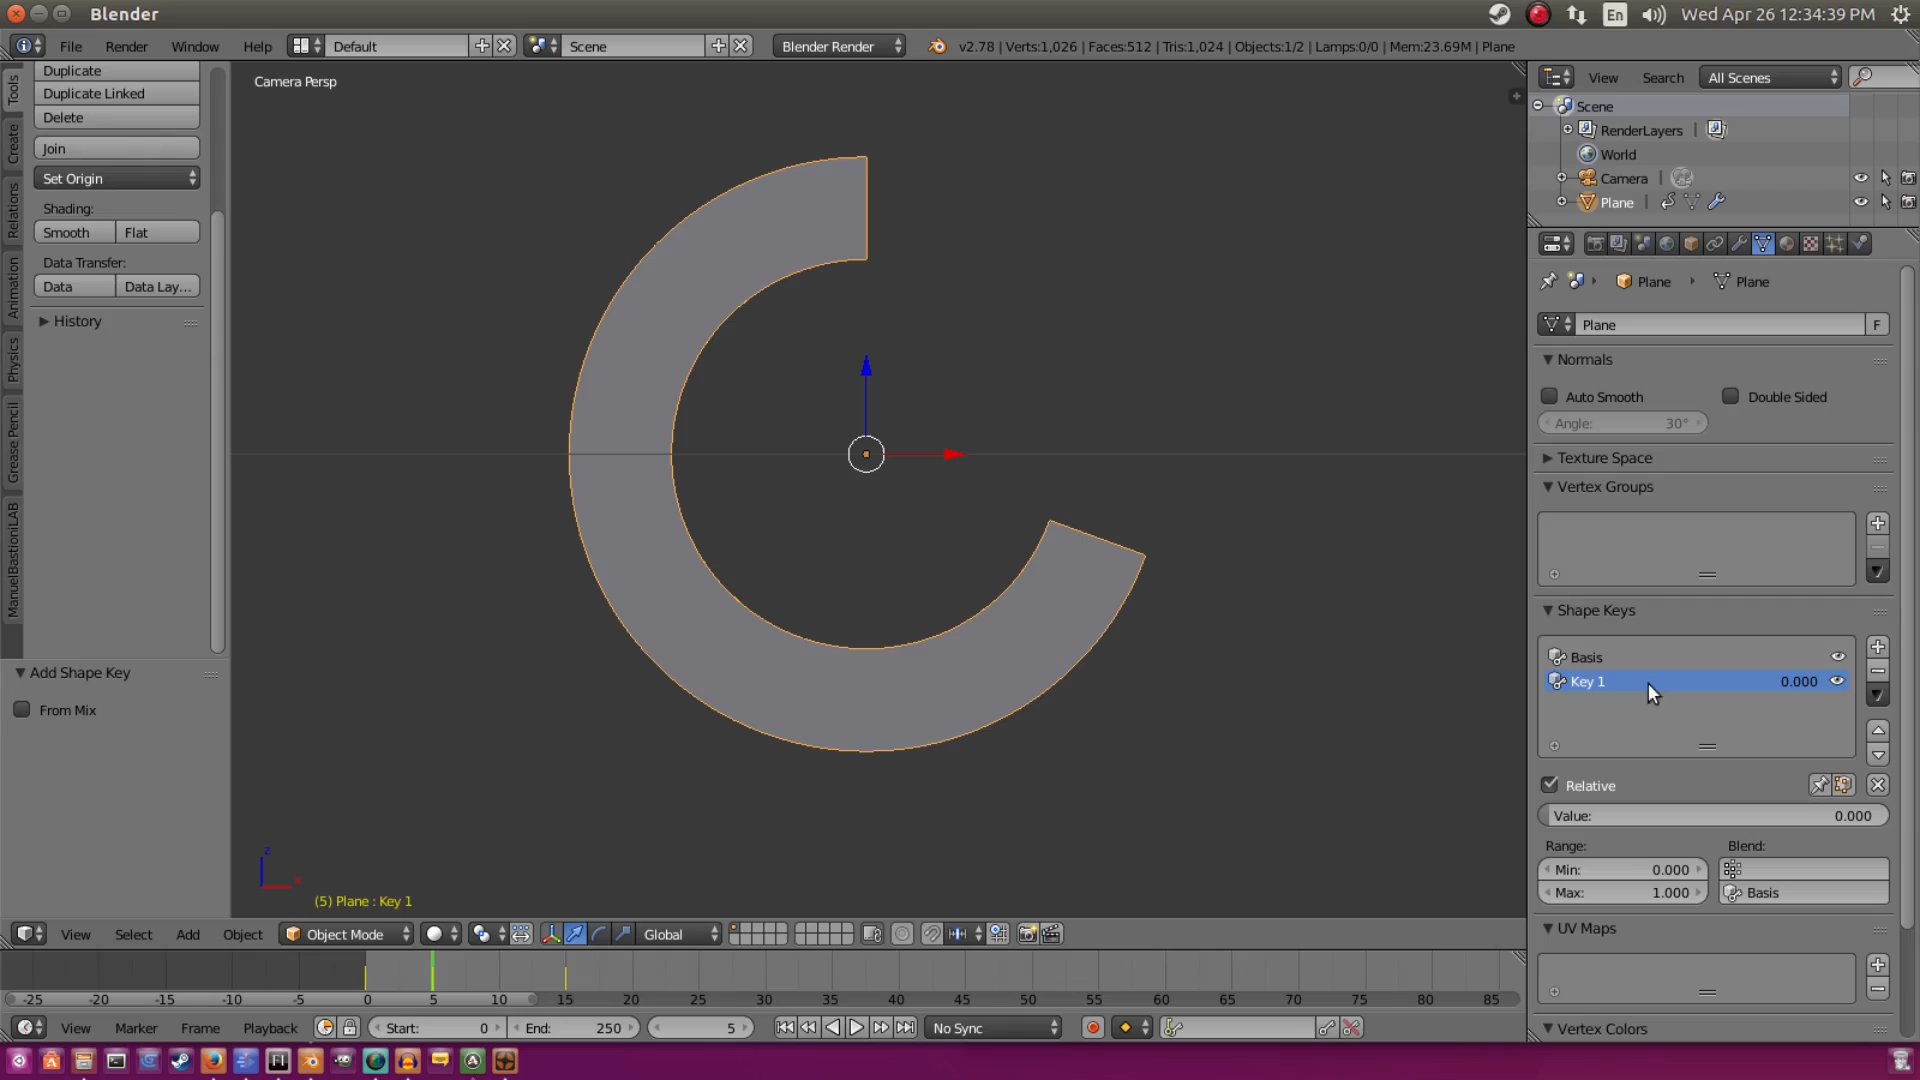 Blender
En
Wed Apr 26 12:34:39 PM
File Render Window Help Default Scene Blender Render v2.78 | Verts:1,026 | Faces:512 | Tris:1,024 | Objects:1/2 | Lamps:0/0 | Mem:23.69M | Plane
Tools
Create
Relations
Animation
Physics
Grease Pencil
ManuelBastioniLAB
Duplicate
Duplicate Linked
Delete
Join
Set Origin
Shading:
Smooth Flat
Data Transfer:
Data Data Lay...
History
Add Shape Key
From Mix
Camera Persp
z
x
(5) Plane : Key 1
View Select Add Object Object Mode Global
-25 -20 -15 -10 -5 0 5 10 15 20 25 30 35 40 45 50 55 60 65 70 75 80 85
View Marker Frame Playback Start: 0 End: 250 5 No Sync
View Search All Scenes
Scene
RenderLayers |
World
Camera |
Plane |
Plane Plane
Plane F
Normals
Auto Smooth Double Sided
Angle: 30°
Texture Space
Vertex Groups
Shape Keys
Basis
Key 1 0.000
Relative
Value: 0.000
Range: Blend:
Min: 0.000
Max: 1.000 Basis
UV Maps
Vertex Colors